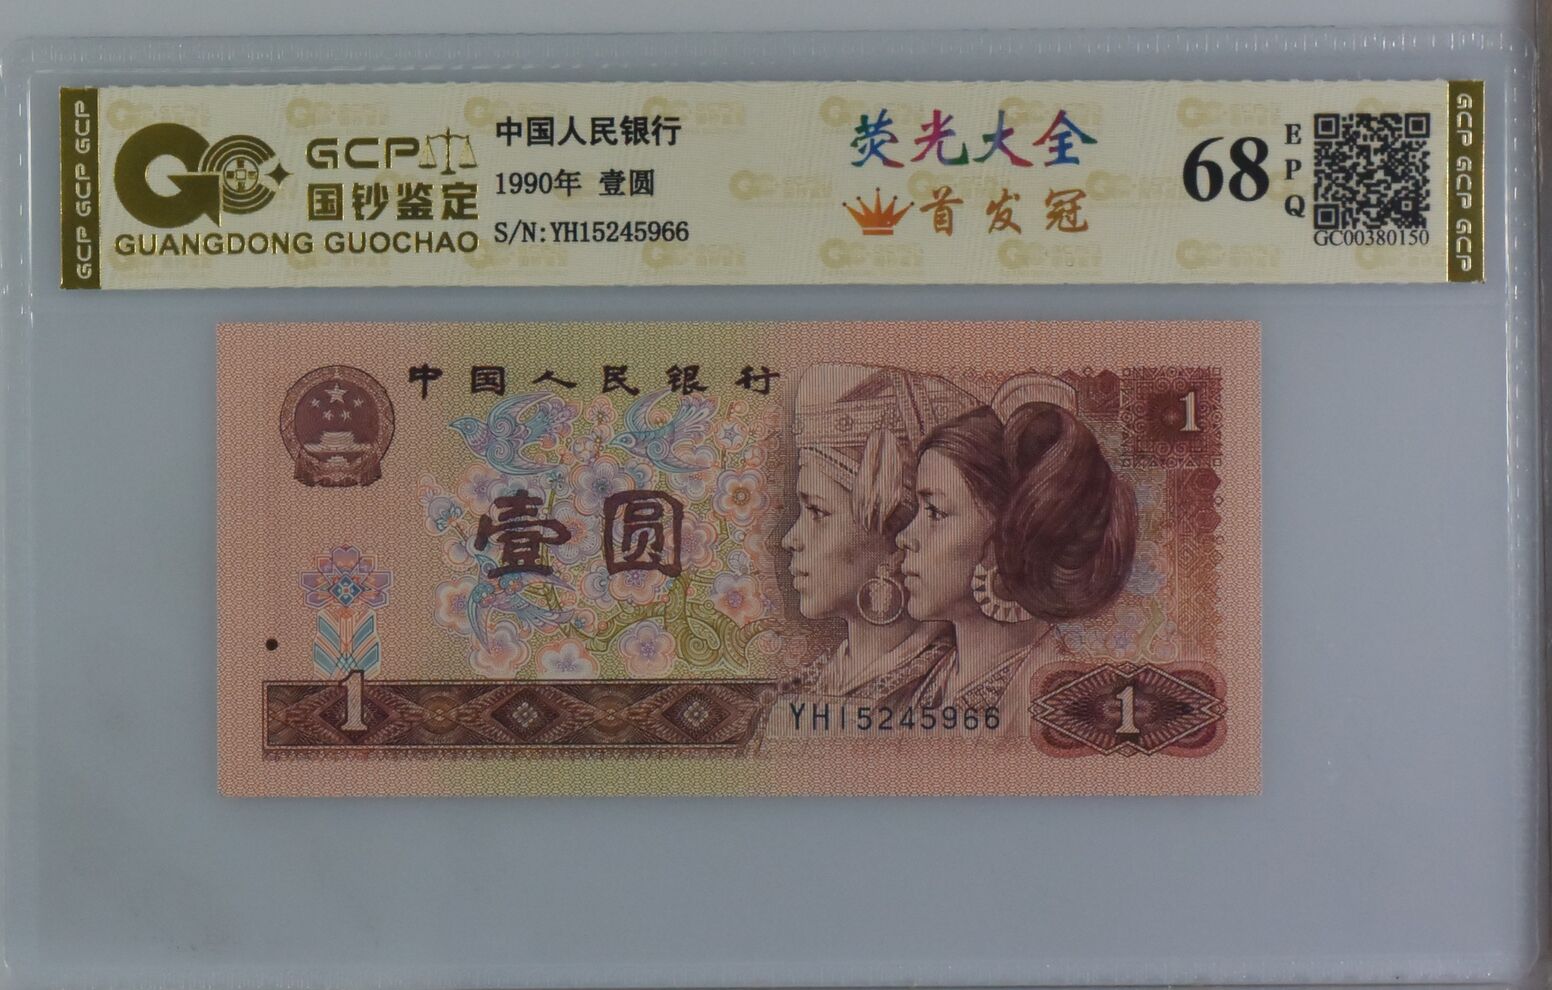 GCP GCP GCP
GCP
国钞鉴定
GUANGDONG GUOCHAO
中国人民银行
1990年 壹圆
S/N:YH15245966
荧光大全
首发冠
68
EPQ
GC00380150
GCP GCP GCP
中国人民银行
1
壹圆
1
YH15245966
1